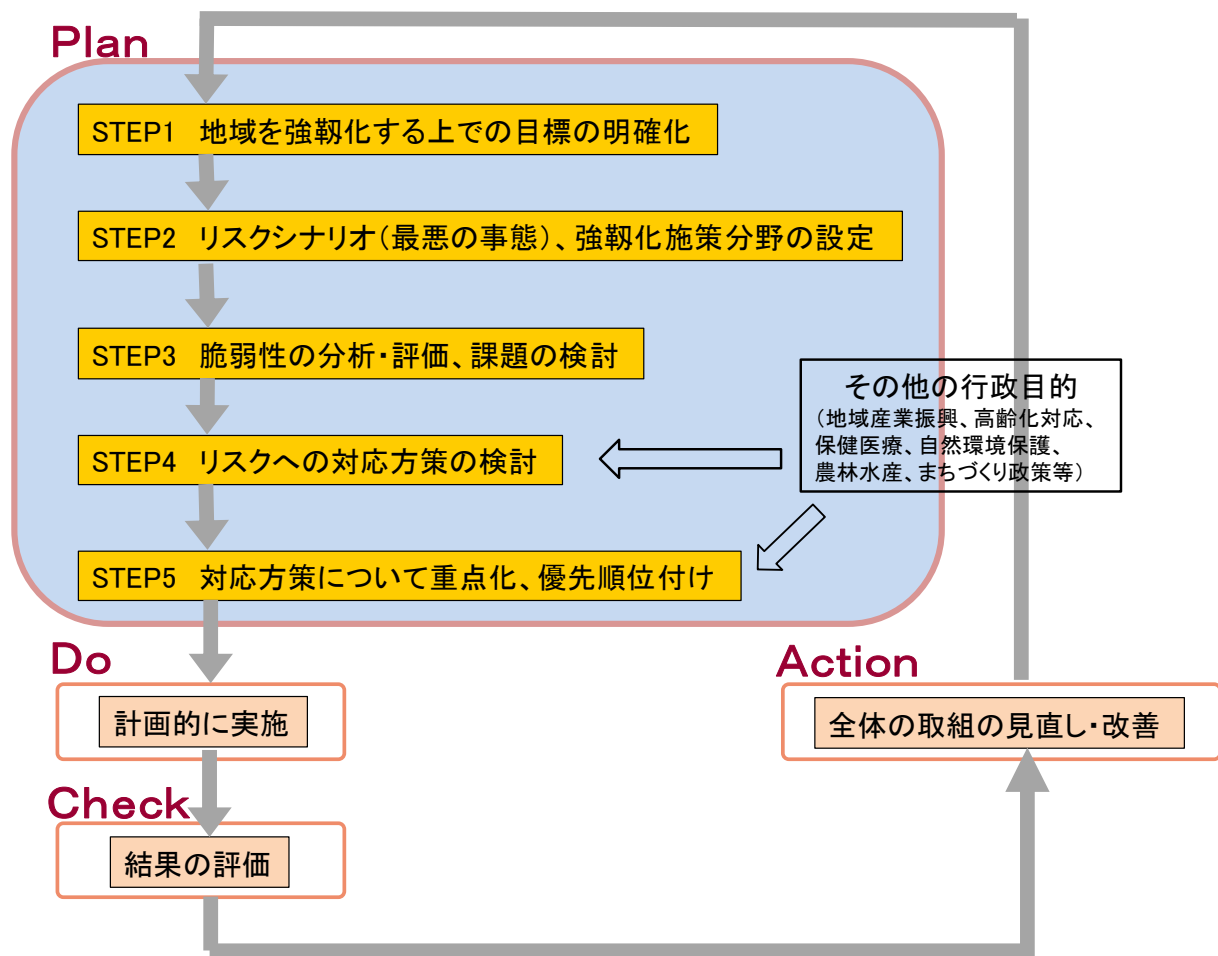 Plan
STEP1 地域を強靱化する上での目標の明確化
STEP2 リスクシナリオ(最悪の事態)、強靱化施策分野の設定
STEP3 脆弱性の分析・評価、課題の検討
その他の行政目的
(地域産業振興、高齢化対応、
保健医療、自然環境保護、
農林水産、まちづくり政策等)
STEP4 リスクへの対応方策の検討
STEP5 対応方策について重点化、優先順位付け
Do
計画的に実施
Check
結果の評価
Action
全体の取組の見直し・改善